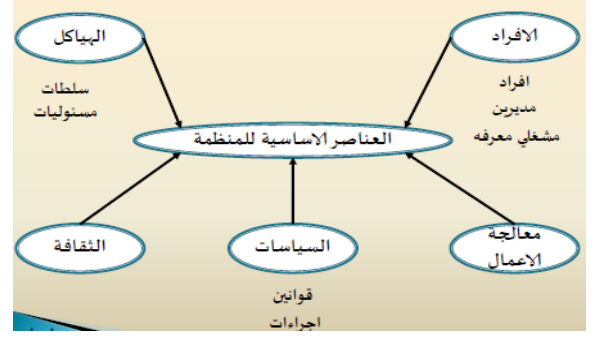 الافراد
افراد
مديرين
مشغلي معرفه
الهياكل
سلطات
مسئوليات
العناصر الاساسية للمنظمة
معالجة
الاعمال
السياسات
قوانين
اجراءات
الثقافة